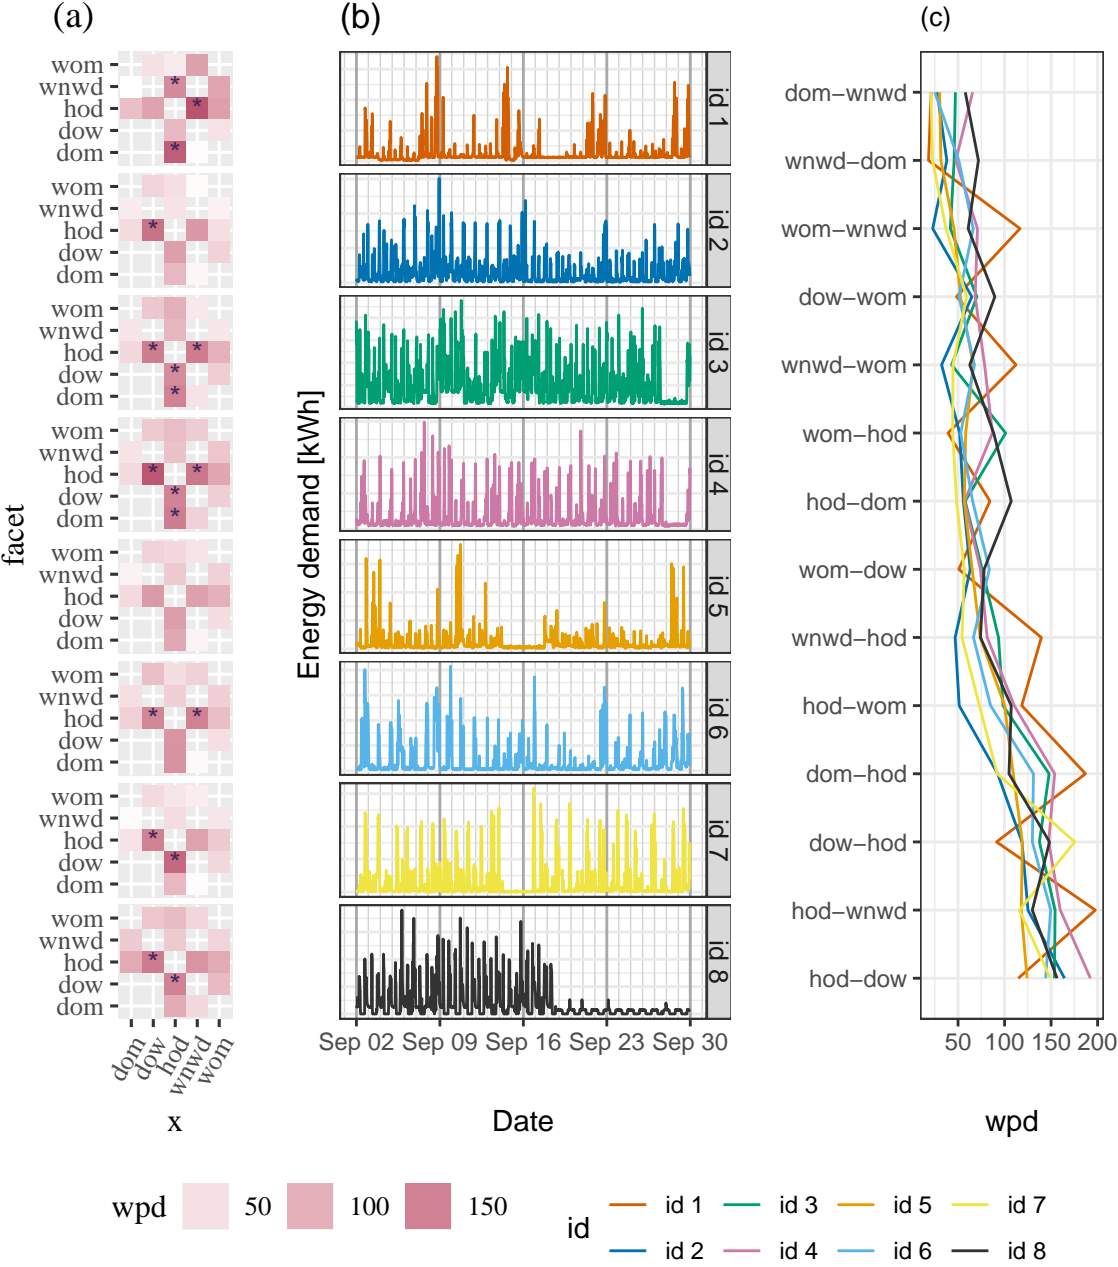 (a)
(b)
(c)
facet
wom
wnwd
hod
dow
dom
wom
wnwd
hod
dow
dom
wom
wnwd
hod
dow
dom
wom
wnwd
hod
dow
dom
wom
wnwd
hod
dow
dom
wom
wnwd
hod
dow
dom
wom
wnwd
hod
dow
dom
wom
wnwd
hod
dow
dom
* * * *
* *
* * * *
* * * *
* *
* *
* *
dom dow hod wnwd wom
x
Energy demand [kWh]
id 1
id 2
id 3
id 4
id 5
id 6
id 7
id 8
Sep 02 Sep 09 Sep 16 Sep 23 Sep 30
Date
dom−wnwd
wnwd−dom
wom−wnwd
dow−wom
wnwd−wom
wom−hod
hod−dom
wom−dow
wnwd−hod
hod−wom
dom−hod
dow−hod
hod−wnwd
hod−dow
50 100 150 200
wpd
wpd 50 100 150
id
id 1 id 3 id 5 id 7
id 2 id 4 id 6 id 8